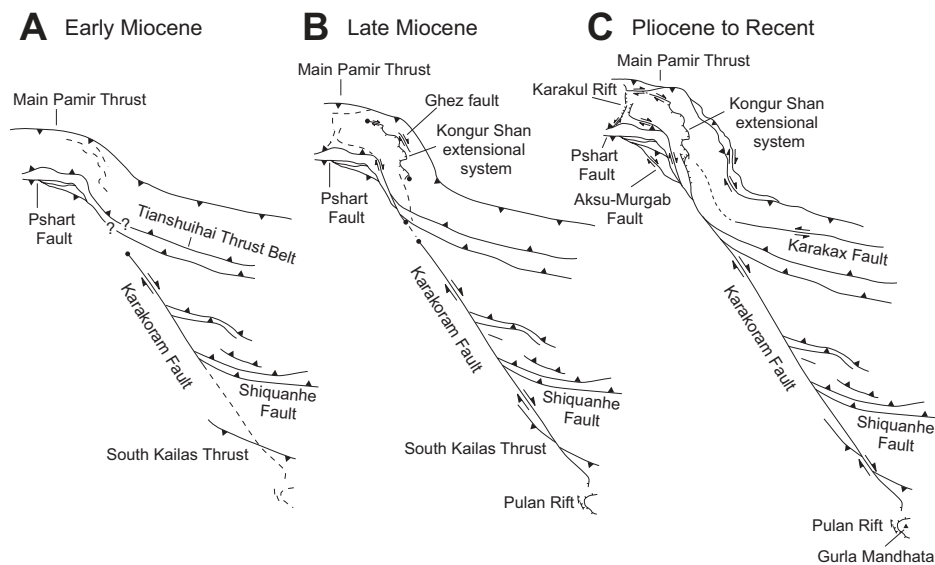 A Early Miocene
Main Pamir Thrust
Pshart
Fault
?
?
Tianshuihai Thrust Belt
Karakoram Fault
Shiquanhe
Fault
South Kailas Thrust
B Late Miocene
Main Pamir Thrust
Ghez fault
Kongur Shan
extensional
system
Pshart
Fault
Karakoram Fault
Shiquanhe
Fault
South Kailas Thrust
Pulan Rift
C Pliocene to Recent
Main Pamir Thrust
Karakul Rift
Kongur Shan
extensional
system
Pshart
Fault
Aksu-Murgab
Fault
Karakax Fault
Karakoram Fault
Shiquanhe
Fault
Pulan Rift
Gurla Mandhata